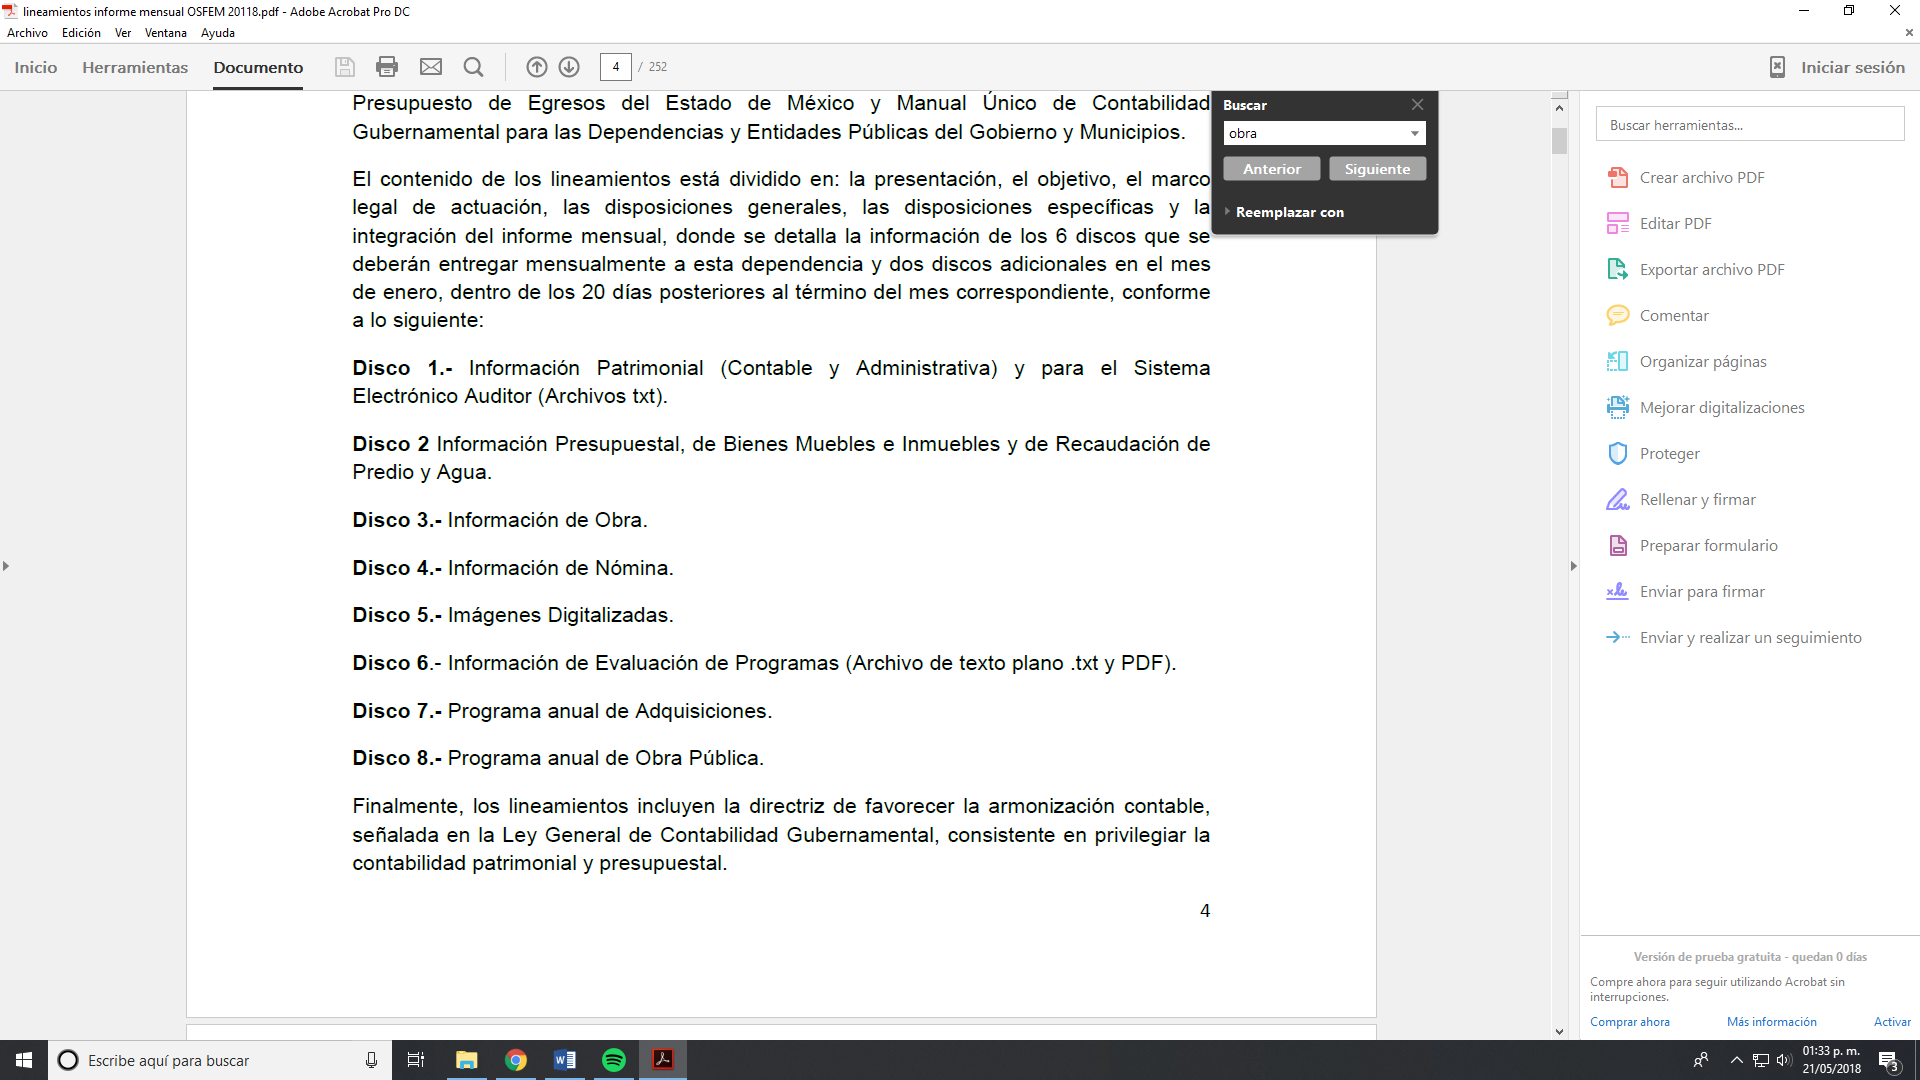 lineamientos informe mensual OSFEM 20118.pdf - Adobe Acrobat Pro DC
Archivo Edición Ver Ventana Ayuda
Inicio Herramientas Documento 4 / 252 Iniciar sesión
Presupuesto de Egresos del Estado de México y Manual Único de Contabilidad
Gubernamental para las Dependencias y Entidades Públicas del Gobierno y Municipios.
El contenido de los lineamientos está dividido en: la presentación, el objetivo, el marco
legal de actuación, las disposiciones generales, las disposiciones específicas y la
integración del informe mensual, donde se detalla la información de los 6 discos que se
deberán entregar mensualmente a esta dependencia y dos discos adicionales en el mes
de enero, dentro de los 20 días posteriores al término del mes correspondiente, conforme
a lo siguiente:
Disco 1.- Información Patrimonial (Contable y Administrativa) y para el Sistema
Electrónico Auditor (Archivos txt).
Disco 2 Información Presupuestal, de Bienes Muebles e Inmuebles y de Recaudación de
Predio y Agua.
Disco 3.- Información de Obra.
Disco 4.- Información de Nómina.
Disco 5.- Imágenes Digitalizadas.
Disco 6.- Información de Evaluación de Programas (Archivo de texto plano .txt y PDF).
Disco 7.- Programa anual de Adquisiciones.
Disco 8.- Programa anual de Obra Pública.
Finalmente, los lineamientos incluyen la directriz de favorecer la armonización contable,
señalada en la Ley General de Contabilidad Gubernamental, consistente en privilegiar la
contabilidad patrimonial y presupuestal.
4
Buscar
obra
Anterior Siguiente
Reemplazar con
Buscar herramientas...
Crear archivo PDF
Editar PDF
Exportar archivo PDF
Comentar
Organizar páginas
Mejorar digitalizaciones
Proteger
Rellenar y firmar
Preparar formulario
Enviar para firmar
Enviar y realizar un seguimiento
Versión de prueba gratuita - quedan 0 días
Compre ahora para seguir utilizando Acrobat sin
interrupciones.
Comprar ahora Más información Activar
Escribe aquí para buscar
01:33 p. m.
21/05/2018
3